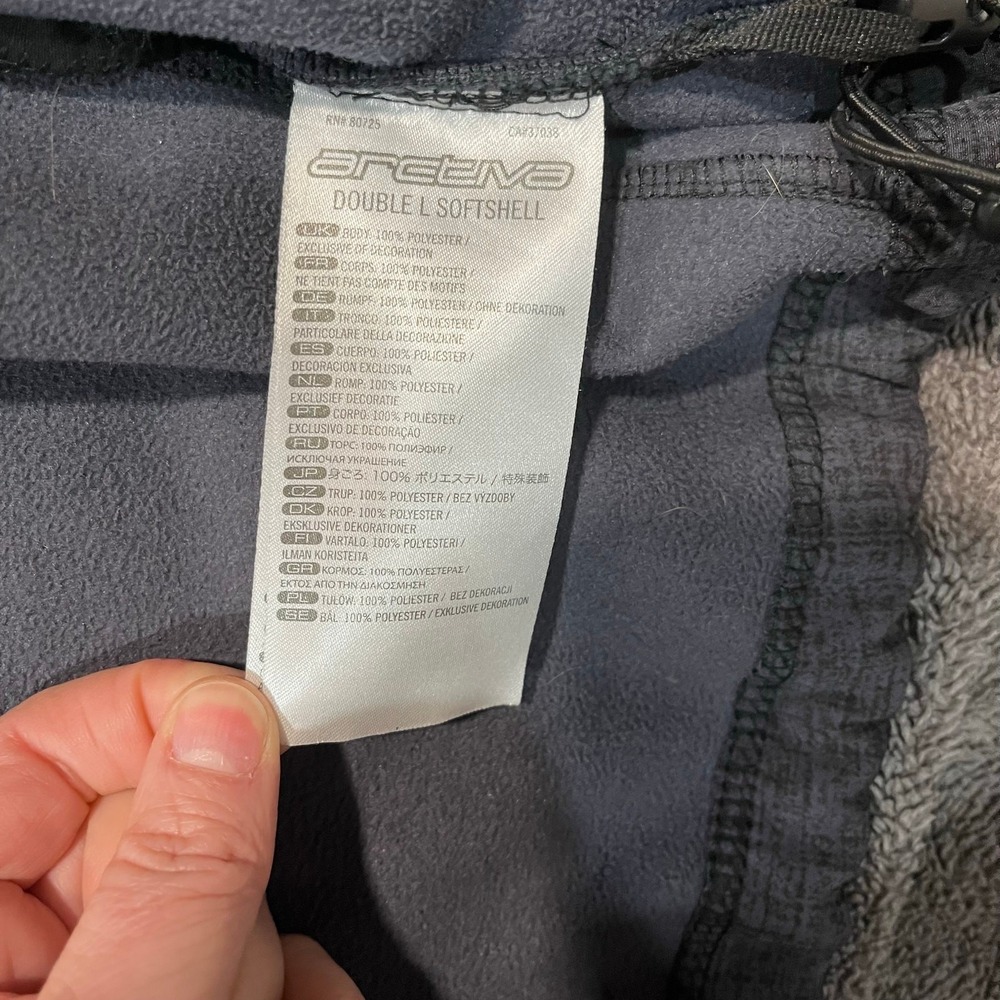 RN# 80725 CA#37038
arctiva
DOUBLE L SOFTSHELL
UK BODY: 100% POLYESTER /
EXCLUSIVE OF DECORATION
FR CORPS: 100% POLYESTER /
NE TIENT PAS COMPTE DES MOTIFS
DE RUMPF: 100% POLYESTER / OHNE DEKORATION
IT TRONCO: 100% POLIESTERE /
PARTICOLARE DELLA DECORAZIONE
ES CUERPO: 100% POLIESTER /
DECORACION EXCLUSIVA
NL ROMP: 100% POLYESTER /
EXCLUSIEF DECORATIE
PT CORPO: 100% POLIÉSTER /
EXCLUSIVO DE DECORAÇÃO
RU ТОРС: 100% ПОЛИЭФИР /
ИСКЛЮЧАЯ УКРАШЕНИЕ
JP 身ごろ: 100% ポリエステル / 特殊装飾
CZ TRUP: 100% POLYESTER / BEZ VÝZDOBY
DK KROP: 100% POLYESTER /
EKSKLUSIVE DEKORATIONER
FI VARTALO: 100% POLYESTERI /
ILMAN KORISTEITA
GR ΚΟΡΜΟΣ: 100% ΠΟΛΥΕΣΤΕΡΑΣ /
ΕΚΤΟΣ ΑΠΟ ΤΗΝ ΔΙΑΚΟΣΜΗΣΗ
PL TUŁÓW: 100% POLIESTER / BEZ DEKORACJI
SE BÅL: 100% POLYESTER / EXKLUSIVE DEKORATION